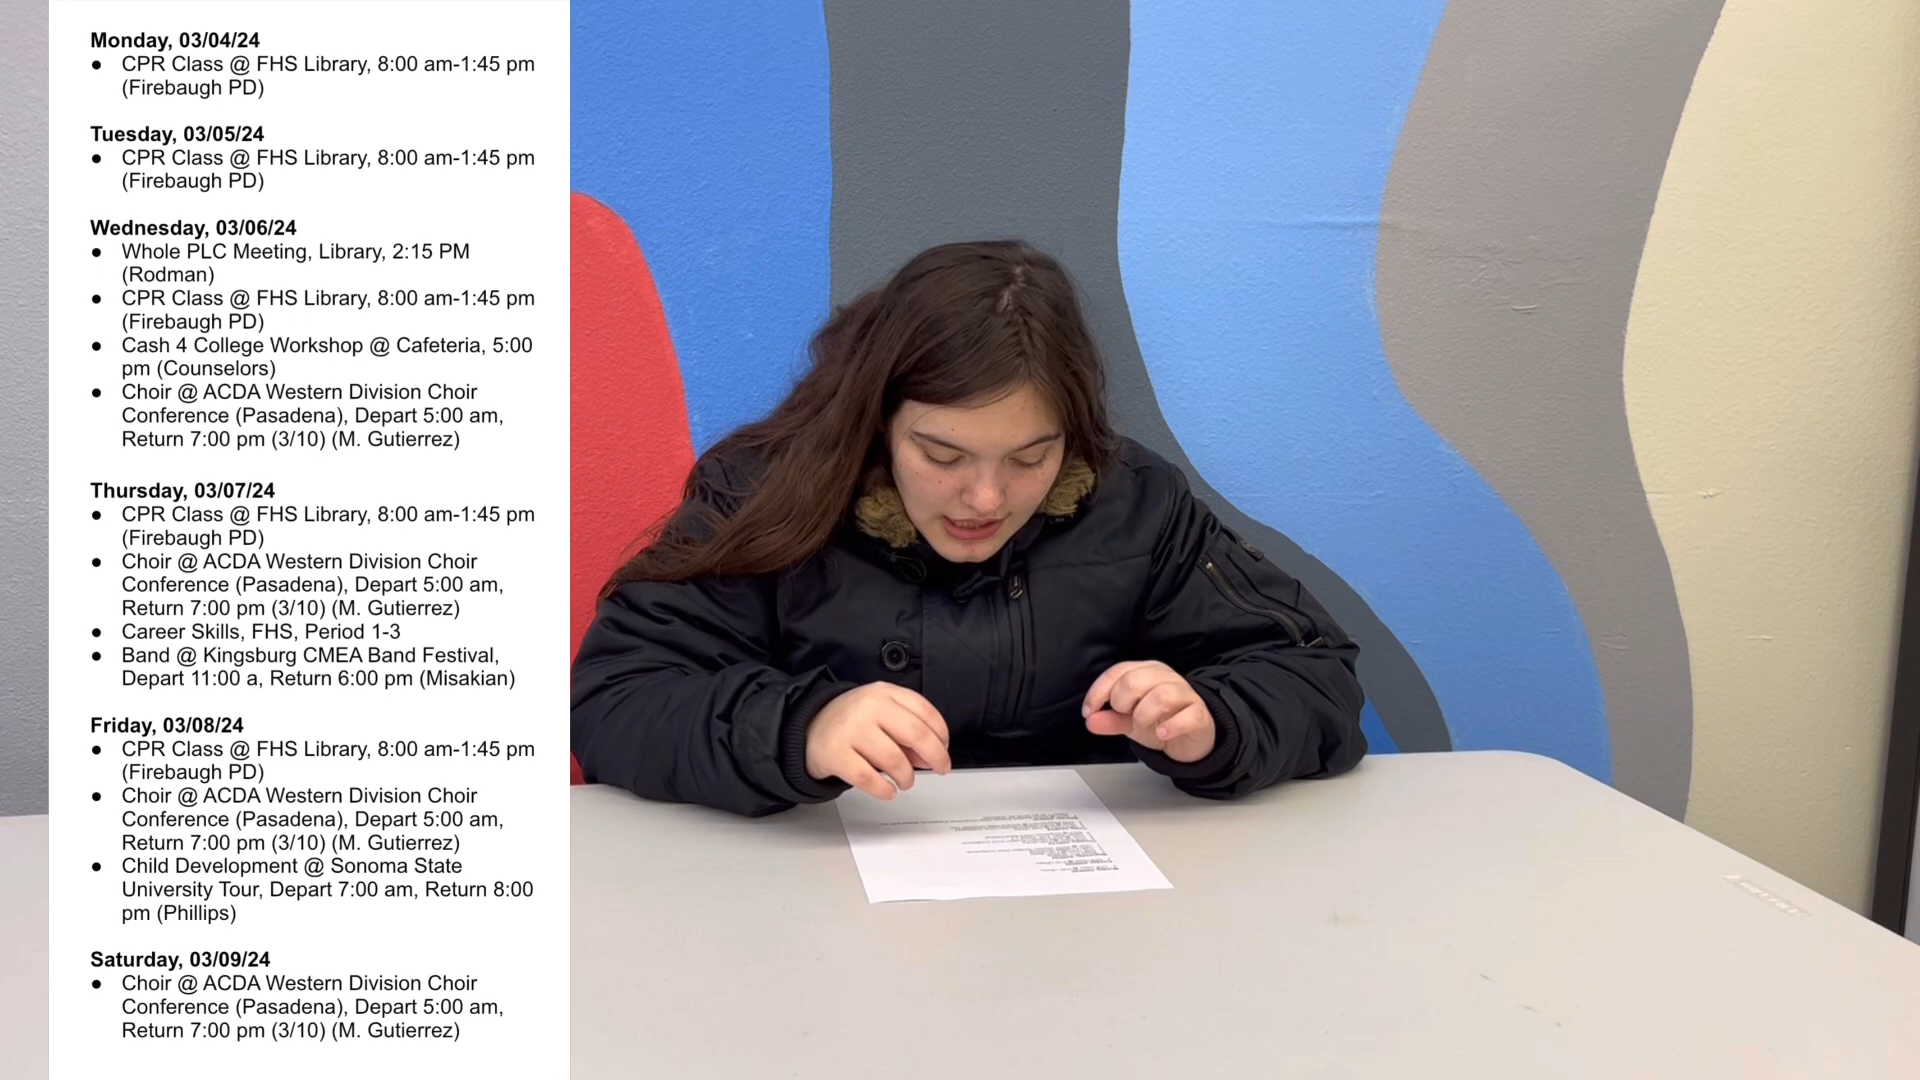 Monday, 03/04/24
● CPR Class @ FHS Library, 8:00 am-1:45 pm
(Firebaugh PD)
Tuesday, 03/05/24
● CPR Class @ FHS Library, 8:00 am-1:45 pm
(Firebaugh PD)
Wednesday, 03/06/24
● Whole PLC Meeting, Library, 2:15 PM
(Rodman)
● CPR Class @ FHS Library, 8:00 am-1:45 pm
(Firebaugh PD)
● Cash 4 College Workshop @ Cafeteria, 5:00
pm (Counselors)
● Choir @ ACDA Western Division Choir
Conference (Pasadena), Depart 5:00 am,
Return 7:00 pm (3/10) (M. Gutierrez)
Thursday, 03/07/24
● CPR Class @ FHS Library, 8:00 am-1:45 pm
(Firebaugh PD)
● Choir @ ACDA Western Division Choir
Conference (Pasadena), Depart 5:00 am,
Return 7:00 pm (3/10) (M. Gutierrez)
● Career Skills, FHS, Period 1-3
● Band @ Kingsburg CMEA Band Festival,
Depart 11:00 a, Return 6:00 pm (Misakian)
Friday, 03/08/24
● CPR Class @ FHS Library, 8:00 am-1:45 pm
(Firebaugh PD)
● Choir @ ACDA Western Division Choir
Conference (Pasadena), Depart 5:00 am,
Return 7:00 pm (3/10) (M. Gutierrez)
● Child Development @ Sonoma State
University Tour, Depart 7:00 am, Return 8:00
pm (Phillips)
Saturday, 03/09/24
● Choir @ ACDA Western Division Choir
Conference (Pasadena), Depart 5:00 am,
Return 7:00 pm (3/10) (M. Gutierrez)